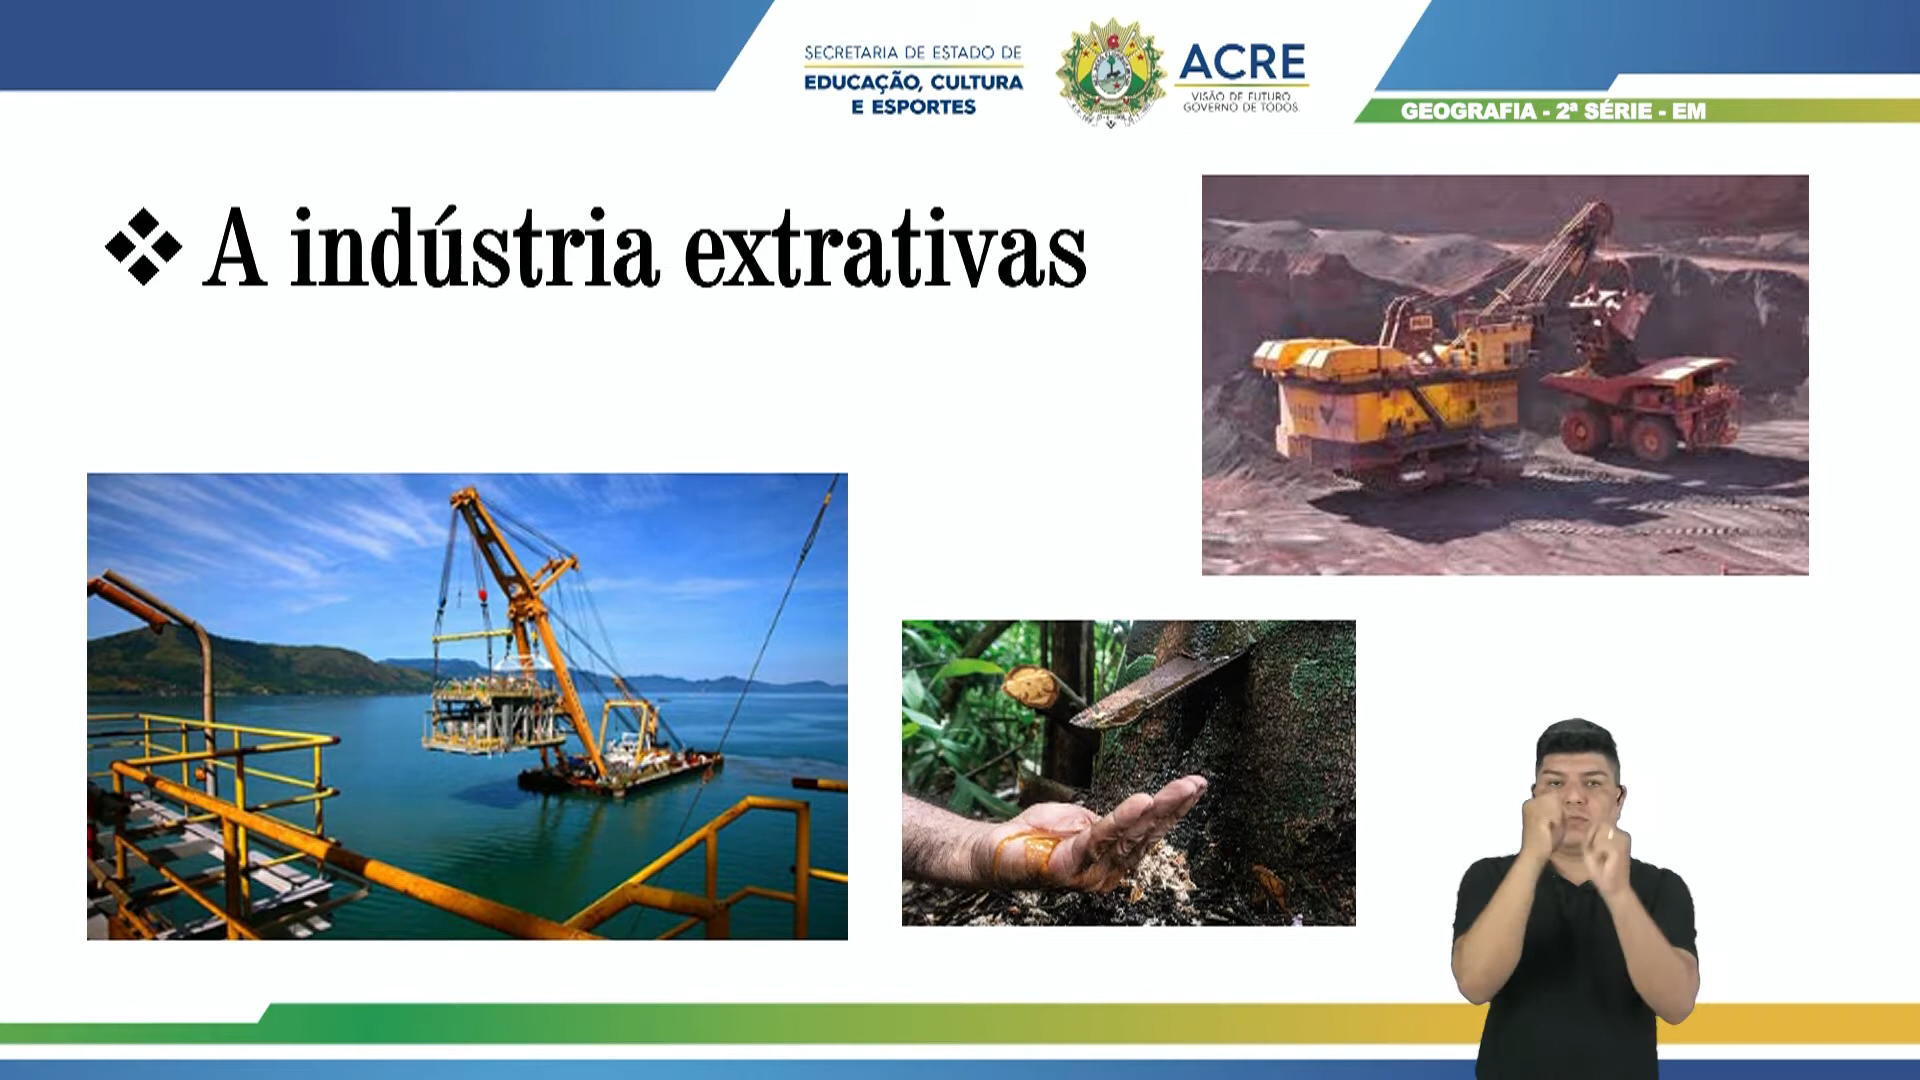 SECRETARIA DE ESTADO DE
EDUCAÇÃO, CULTURA
E ESPORTES
ACRE
VISÃO DE FUTURO
GOVERNO DE TODOS
GEOGRAFIA - 2ª SÉRIE - EM
❖ A indústria extrativas